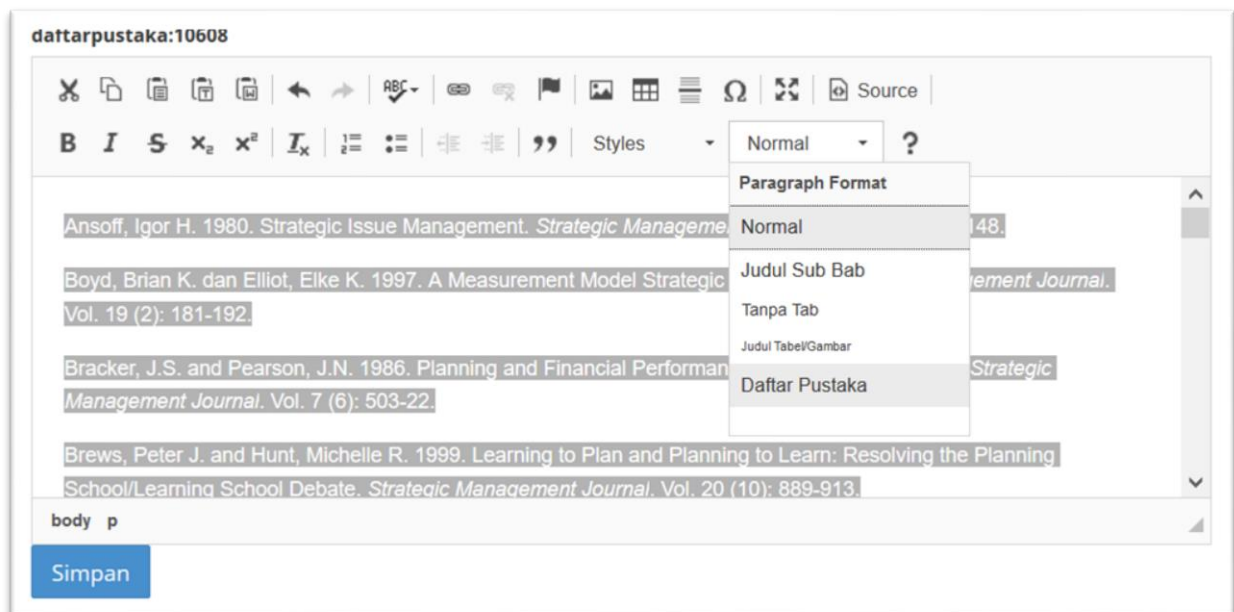 daftarpustaka:10608
ABC
Source
B I S x₂ x² Iₓ Styles Normal ?
Paragraph Format
Normal
Judul Sub Bab
Tanpa Tab
Judul Tabel/Gambar
Daftar Pustaka
Ansoff, Igor H. 1980. Strategic Issue Management. Strategic 148.
Boyd, Brian K. dan Elliot, Elke K. 1997. A Measurement Model Strategic Journal.
Vol. 19 (2): 181-192.
Bracker, J.S. and Pearson, J.N. 1986. Planning and Financial Strategic
Management Journal. Vol. 7 (6): 503-22.
Brews, Peter J. and Hunt, Michelle R. 1999. Learning to Plan and Planning to Learn: Resolving the Planning
School/Learning School Debate. Strategic Management Journal. Vol. 20 (10): 889-913.
body p
Simpan